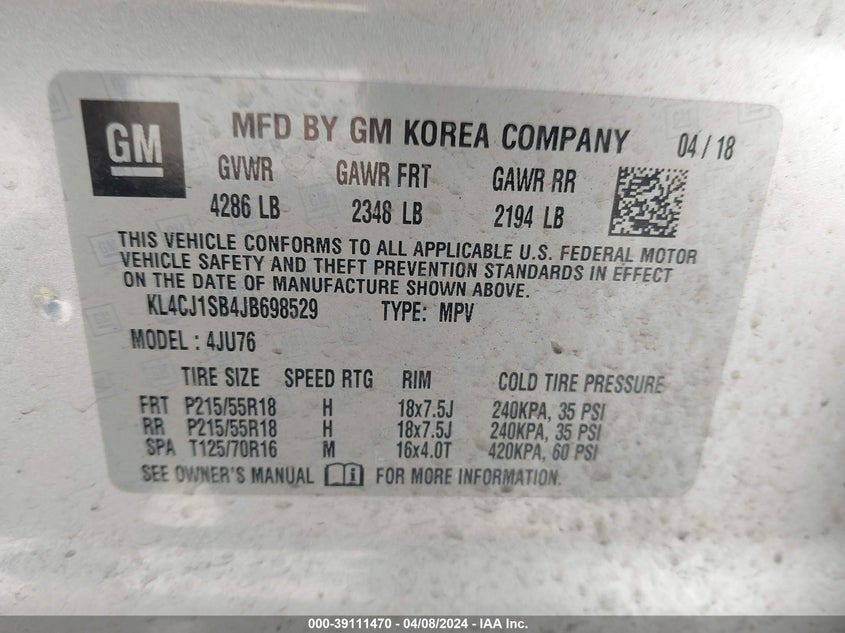 GM
MFD BY GM KOREA COMPANY 04 / 18
GVWR GAWR FRT GAWR RR
4286 LB 2348 LB 2194 LB
THIS VEHICLE CONFORMS TO ALL APPLICABLE U.S. FEDERAL MOTOR
VEHICLE SAFETY AND THEFT PREVENTION STANDARDS IN EFFECT
ON THE DATE OF MANUFACTURE SHOWN ABOVE.
KL4CJ1SB4JB698529 TYPE: MPV
MODEL : 4JU76
TIRE SIZE SPEED RTG RIM COLD TIRE PRESSURE
FRT P215/55R18 H 18x7.5J 240KPA, 35 PSI
RR P215/55R18 H 18x7.5J 240KPA, 35 PSI
SPA T125/70R16 M 16x4.0T 420KPA, 60 PSI
SEE OWNER'S MANUAL FOR MORE INFORMATION.
000-39111470 - 04/08/2024 - IAA Inc.